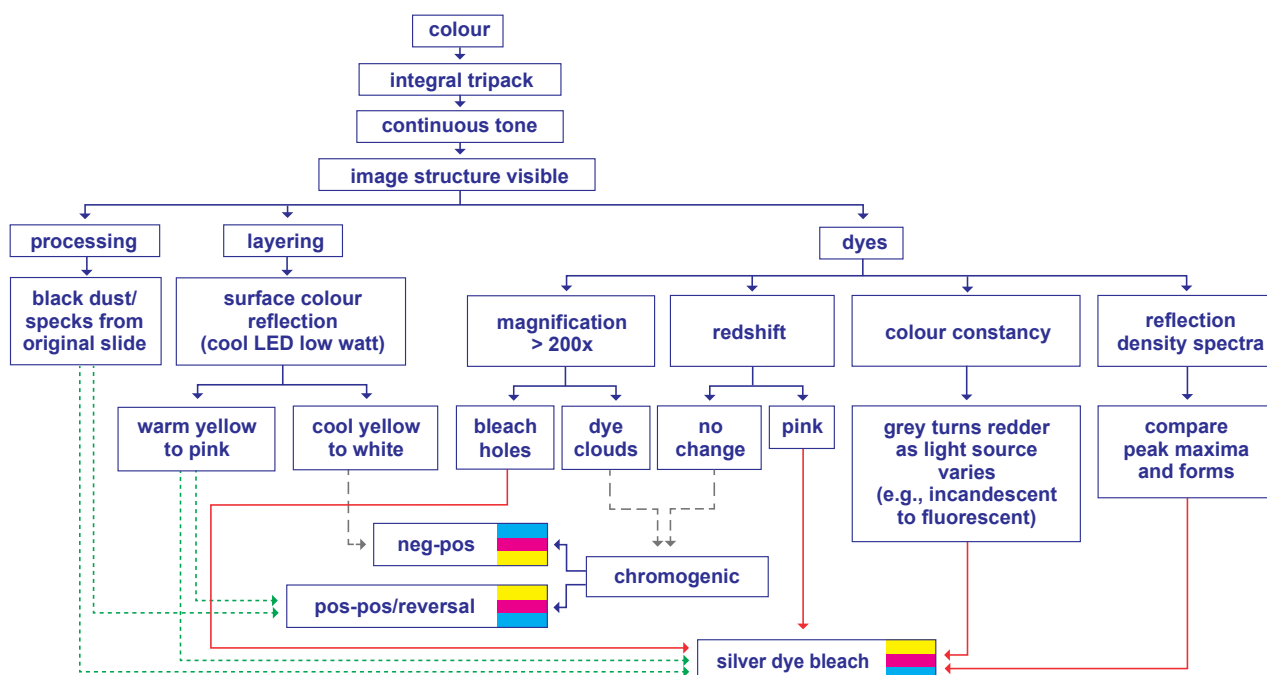 colour
integral tripack
continuous tone
image structure visible
processing
layering
dyes
black dust/
specks from
original slide
surface colour
reflection
(cool LED low watt)
magnification
> 200x
redshift
colour constancy
reflection
density spectra
warm yellow
to pink
cool yellow
to white
bleach
holes
dye
clouds
no
change
pink
grey turns redder
as light source
varies
(e.g., incandescent
to fluorescent)
compare
peak maxima
and forms
neg-pos
chromogenic
pos-pos/reversal
silver dye bleach